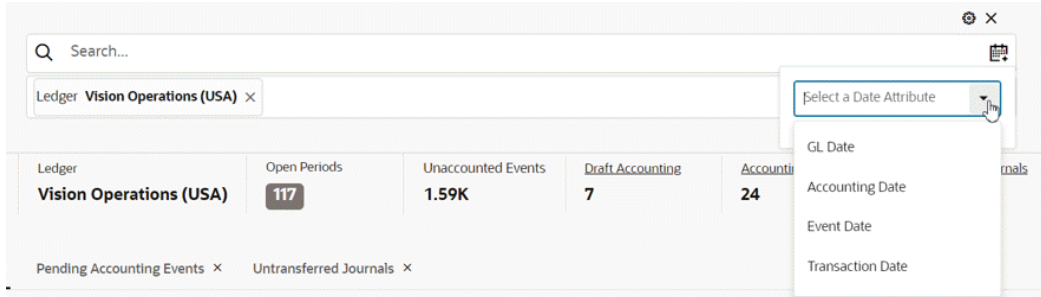 Search...
Ledger Vision Operations (USA) ×
Select a Date Attribute
GL Date
Accounting Date
Event Date
Transaction Date
Ledger Open Periods Unaccounted Events Draft Accounting
Vision Operations (USA) 117 1.59K 7 24
Pending Accounting Events × Untransferred Journals ×